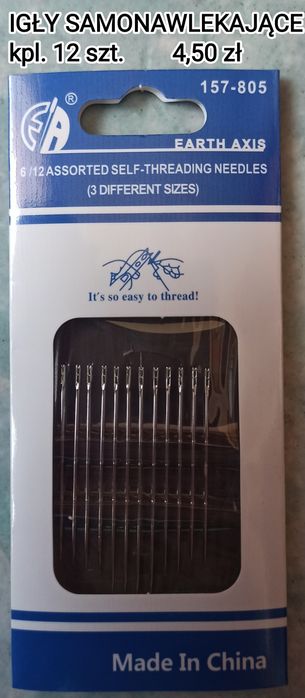 IGŁY SAMONAWLEKAJĄCE
kpl. 12 szt. 4,50 zł
157-805
EA ®
EARTH AXIS
6/12 ASSORTED SELF-THREADING NEEDLES
(3 DIFFERENT SIZES)
It's so easy to thread!
Made In China